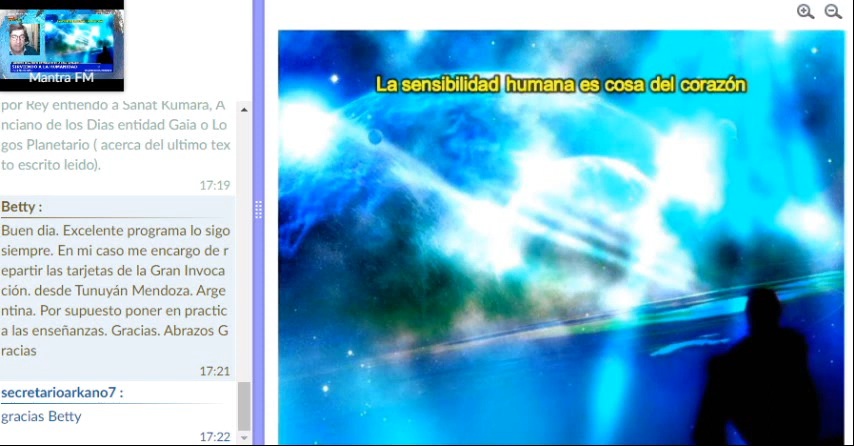 SIRVIENDO A LA HUMANIDAD
Mantra FM
por Rey entiendo a Sanat Kumara, A
nciano de los Dias entidad Gaia o Lo
gos Planetario ( acerca del ultimo tex
to escrito leido).
17:19
Betty :
Buen dia. Excelente programa lo sigo
siempre. En mi caso me encargo de r
epartir las tarjetas de la Gran Invoca
ción. desde Tunuyán Mendoza. Arge
ntina. Por supuesto poner en practic
a las enseñanzas. Gracias. Abrazos G
racias
17:21
secretarioarkano7 :
gracias Betty
17:22
La sensibilidad humana es cosa del corazón